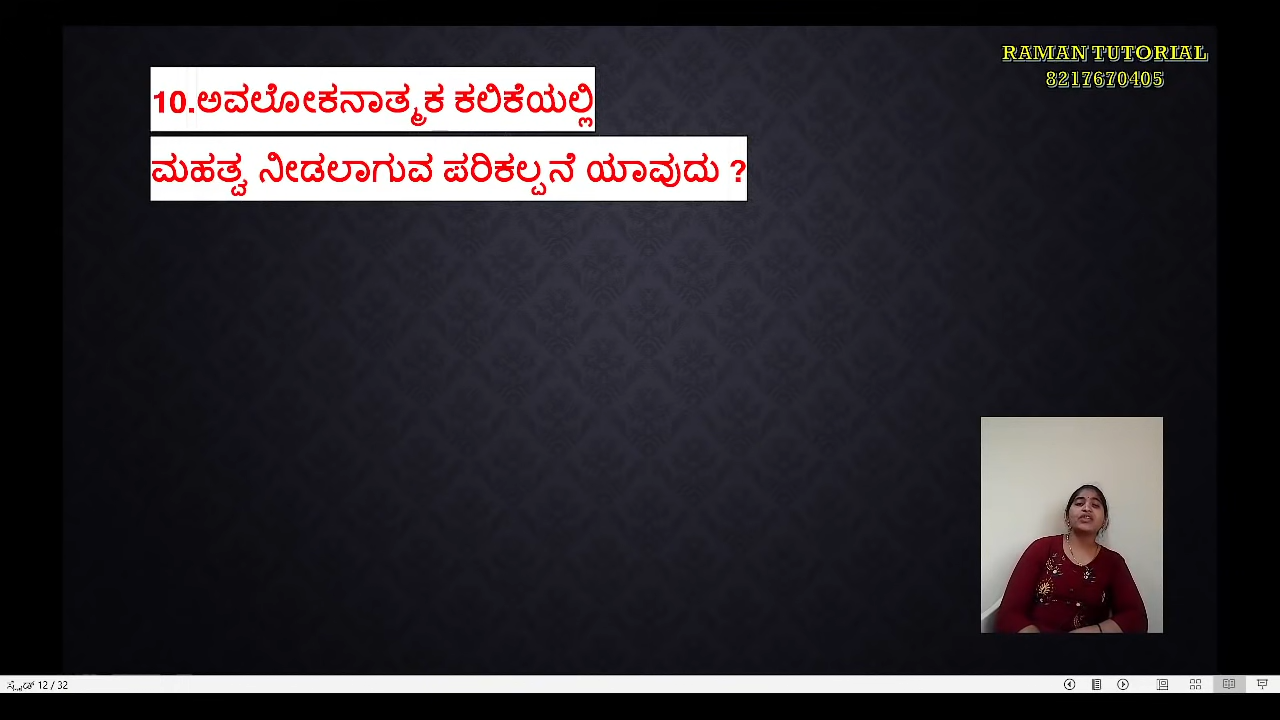 RAMAN TUTORIAL
8217670405
10.ಅವಲೋಕನಾತ್ಮಕ ಕಲಿಕೆಯಲ್ಲಿ
ಮಹತ್ವ ನೀಡಲಾಗುವ ಪರಿಕಲ್ಪನೆ ಯಾವುದು ?
ಸ್ಲೈಡ್ 12 / 32